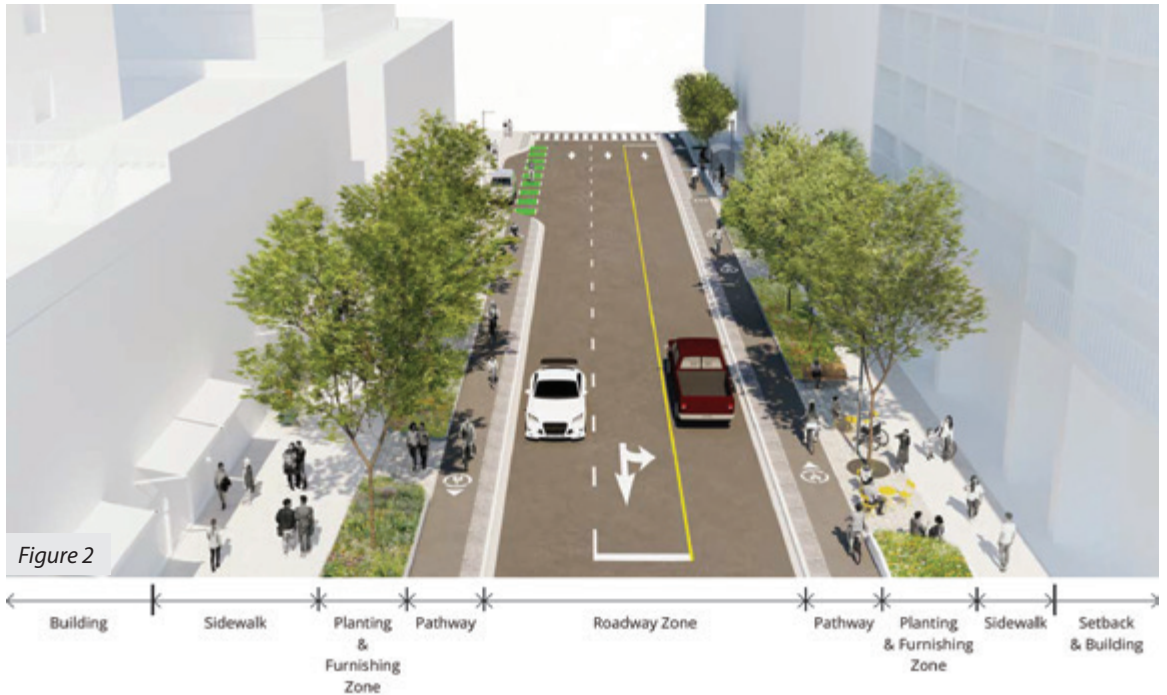 Figure 2
Building
Sidewalk
Planting
&
Furnishing
Zone
Pathway
Roadway Zone
Pathway
Planting
& Furnishing
Zone
Sidewalk
Setback
& Building